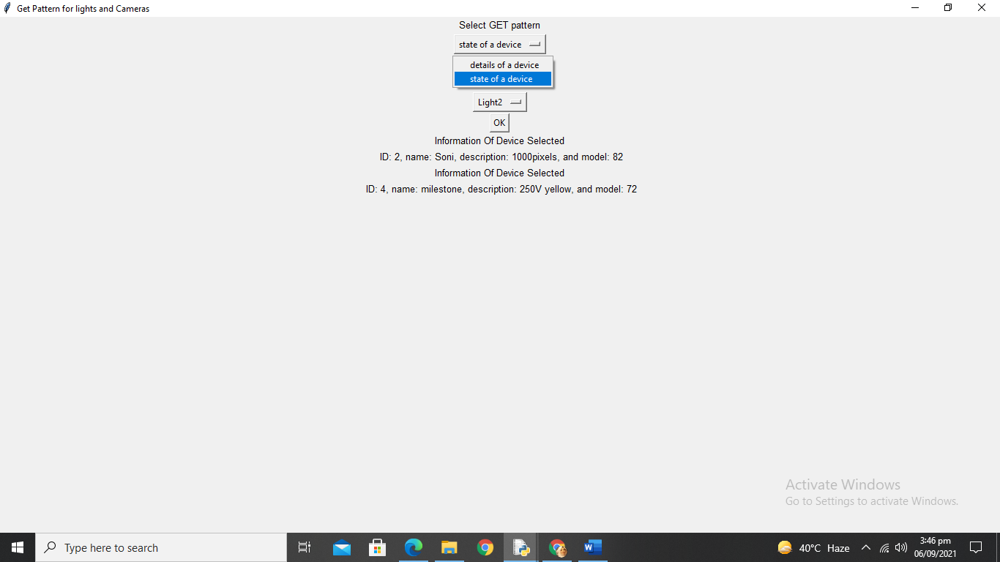 Get Pattern for lights and Cameras
Select GET pattern
state of a device
details of a device
state of a device
Light2
OK
Information Of Device Selected
ID: 2, name: Soni, description: 1000pixels, and model: 82
Information Of Device Selected
ID: 4, name: milestone, description: 250V yellow, and model: 72
Activate Windows
Go to Settings to activate Windows.
Type here to search
W
40°C Haze
3:46 pm
06/09/2021